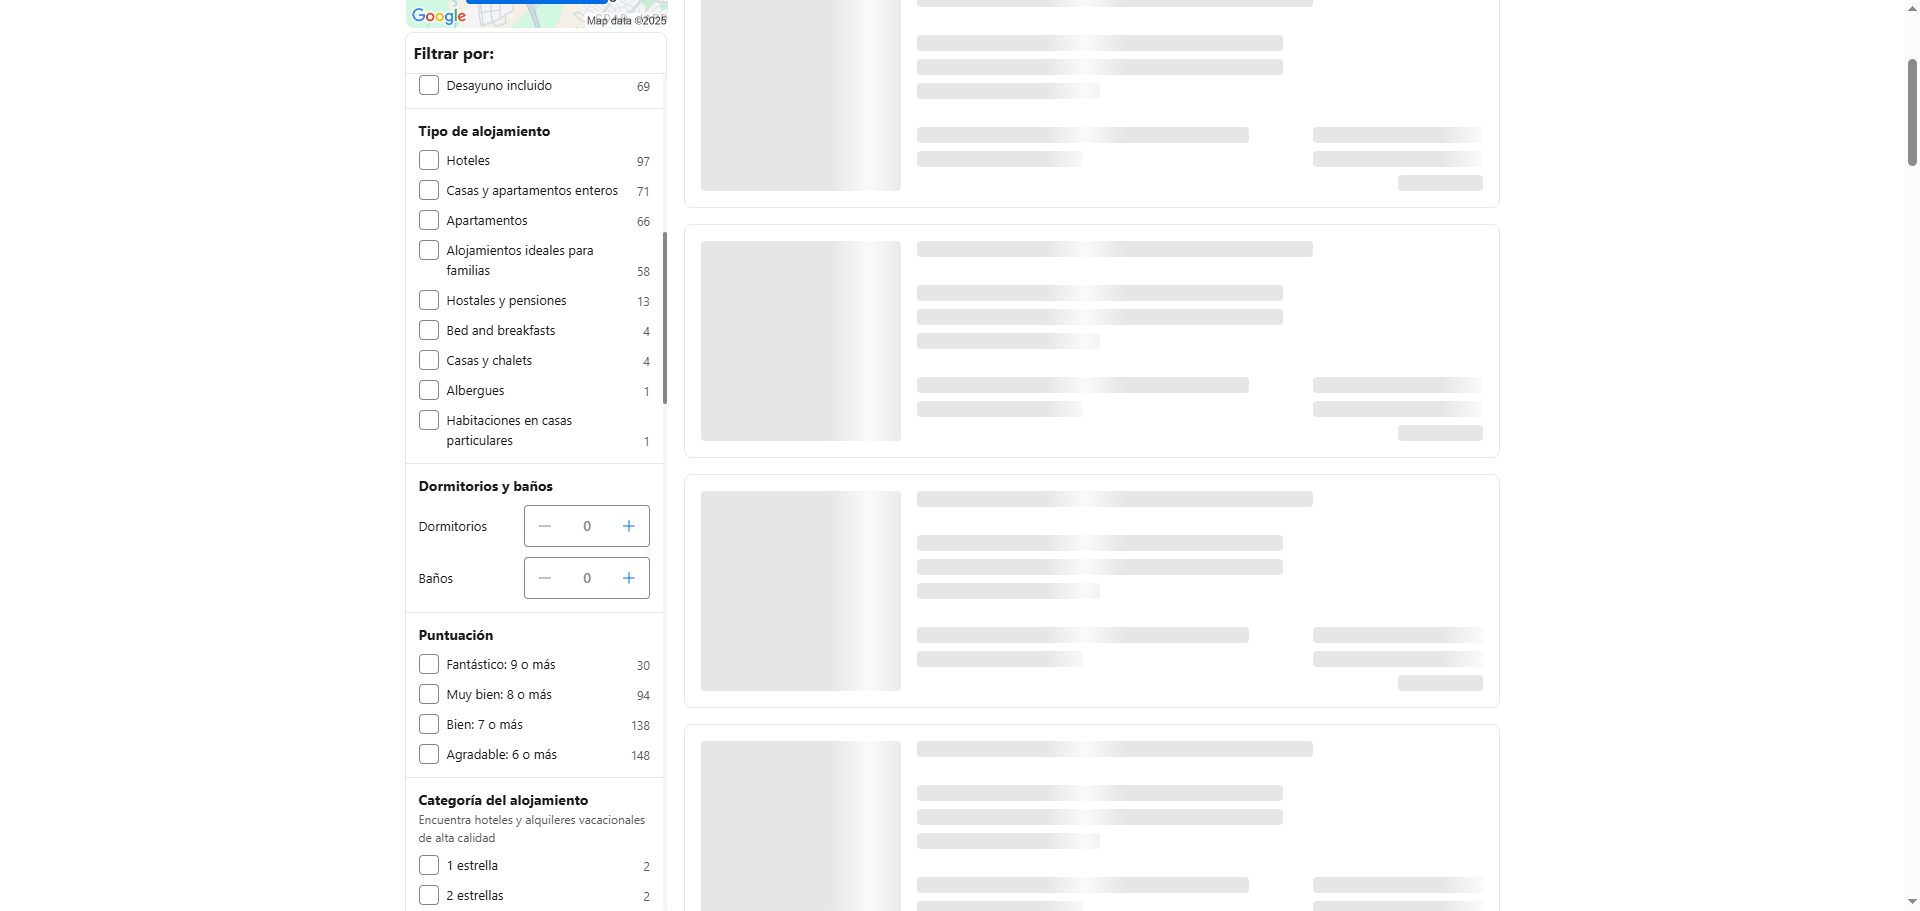 Google
Map data ©2025
Filtrar por:
Desayuno incluido 69
Tipo de alojamiento
Hoteles 97
Casas y apartamentos enteros 71
Apartamentos 66
Alojamientos ideales para
familias 58
Hostales y pensiones 13
Bed and breakfasts 4
Casas y chalets 4
Albergues 1
Habitaciones en casas
particulares 1
Dormitorios y baños
Dormitorios 0
Baños 0
Puntuación
Fantástico: 9 o más 30
Muy bien: 8 o más 94
Bien: 7 o más 138
Agradable: 6 o más 148
Categoría del alojamiento
Encuentra hoteles y alquileres vacacionales
de alta calidad
1 estrella 2
2 estrellas 2